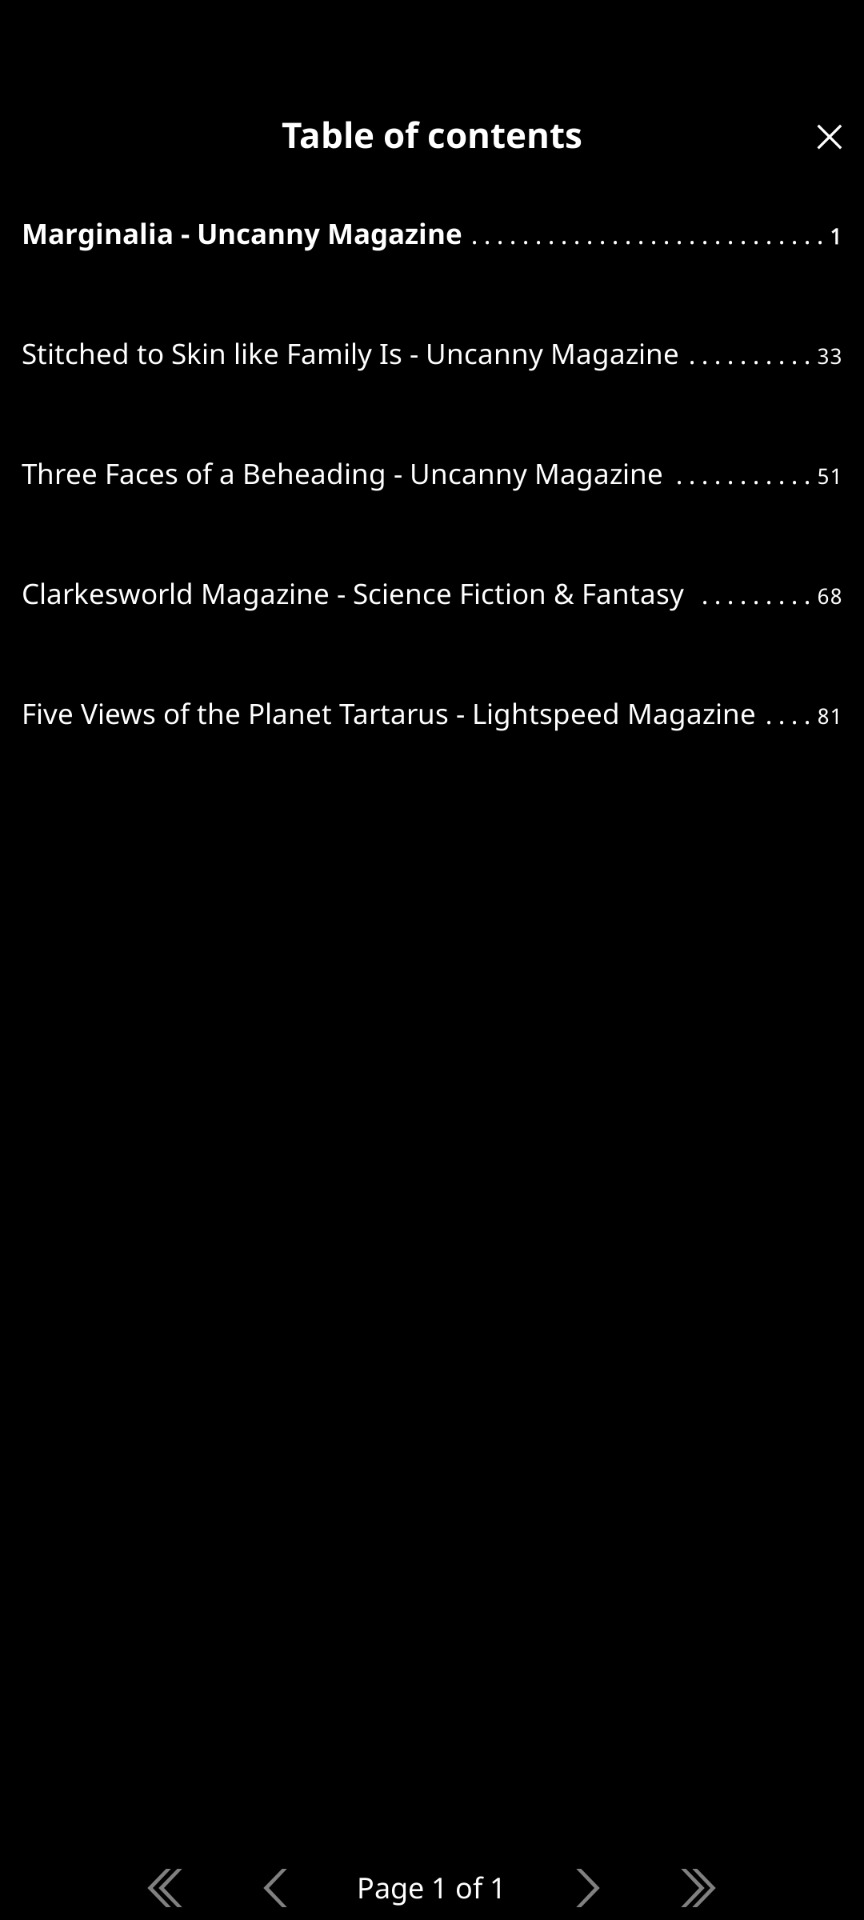 Table of contents
Marginalia - Uncanny Magazine . . . . . . . . . . . . . . . . . . . . . . . . . . . . 1
Stitched to Skin like Family Is - Uncanny Magazine . . . . . . . . . . 33
Three Faces of a Beheading - Uncanny Magazine . . . . . . . . . . . 51
Clarkesworld Magazine - Science Fiction & Fantasy . . . . . . . . . 68
Five Views of the Planet Tartarus - Lightspeed Magazine . . . . 81
Page 1 of 1